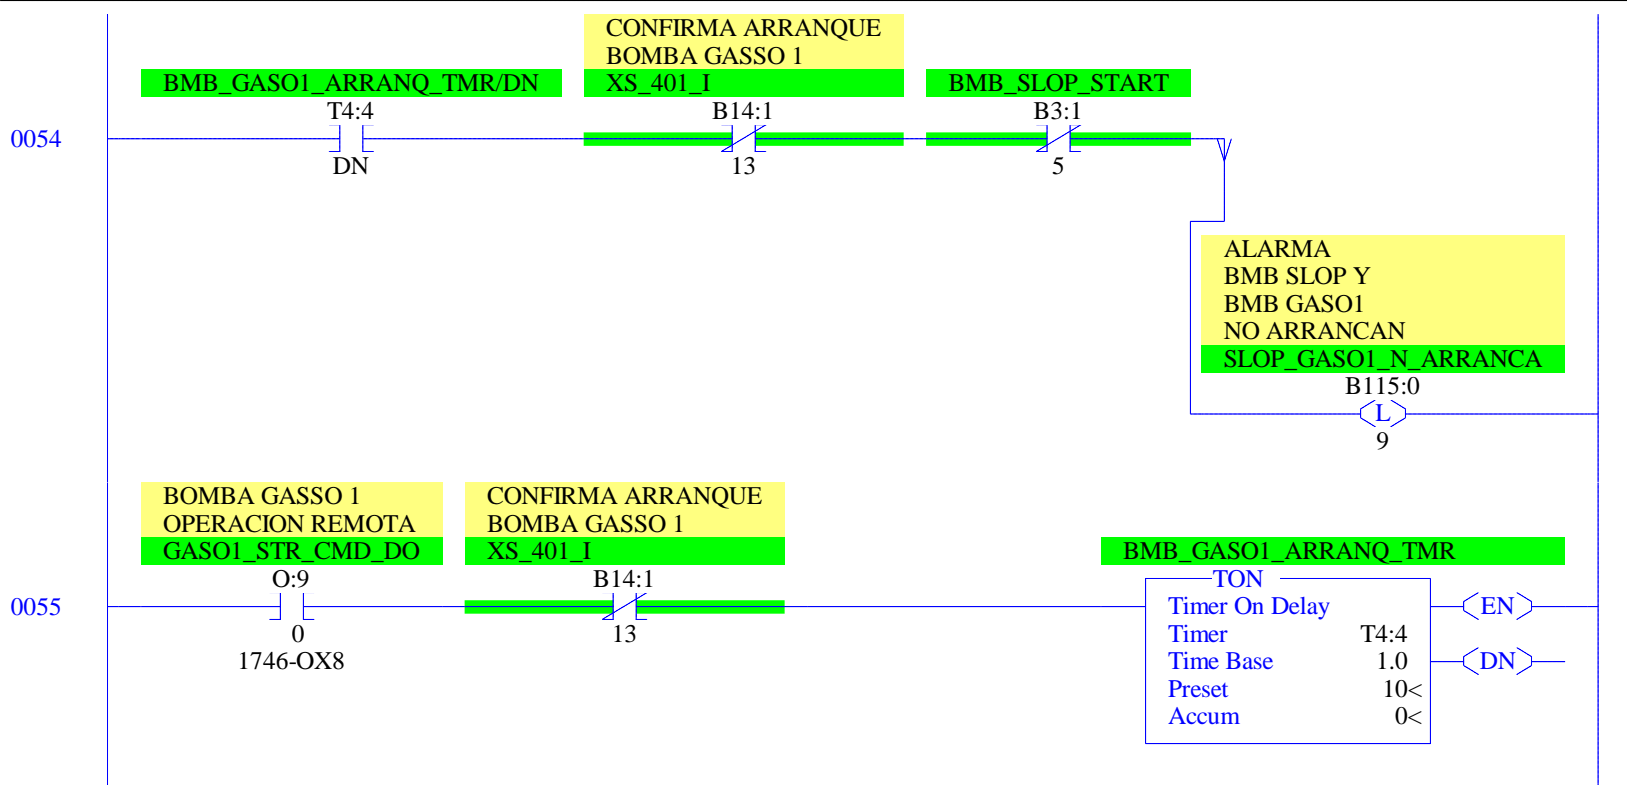 CONFIRMA ARRANQUE
BOMBA GASSO 1
BMB_GASO1_ARRANQ_TMR/DN
XS_401_I
BMB_SLOP_START
T4:4
B14:1
B3:1
0054
DN
13
5
ALARMA
BMB SLOP Y
BMB GASO1
NO ARRANCAN
SLOP_GASO1_N_ARRANCA
B115:0
L
9
BOMBA GASSO 1
OPERACION REMOTA
GASO1_STR_CMD_DO
CONFIRMA ARRANQUE
BOMBA GASSO 1
XS_401_I
BMB_GASO1_ARRANQ_TMR
O:9
B14:1
TON
0055
Timer On Delay
EN
0
13
Timer T4:4
1746-OX8
Time Base 1.0
DN
Preset 10<
Accum 0<